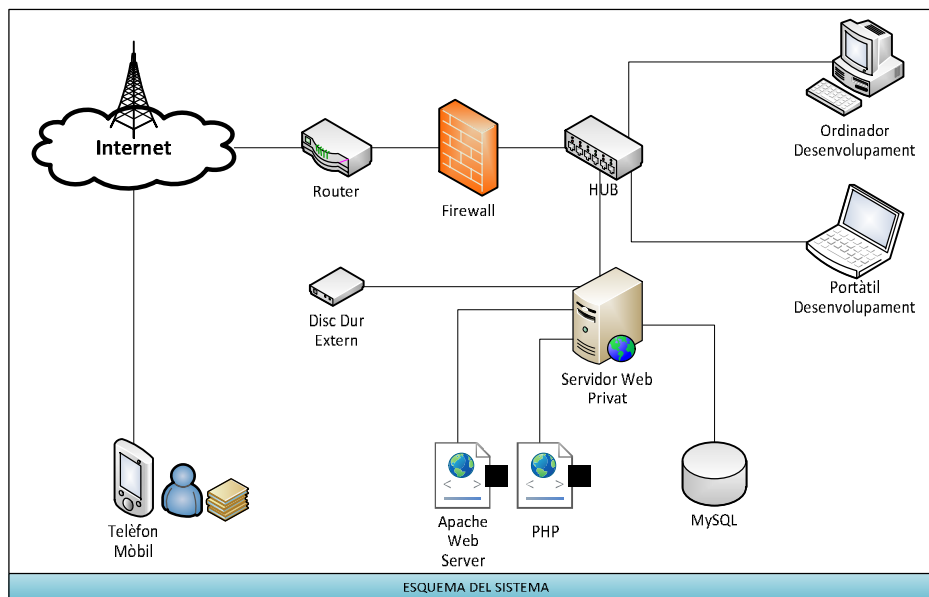 Internet
Router
Firewall
HUB
Ordinador
Desenvolupament
Portàtil
Desenvolupament
Disc Dur
Extern
Servidor Web
Privat
Telèfon
Mòbil
Apache
Web
Server
PHP
MySQL
ESQUEMA DEL SISTEMA